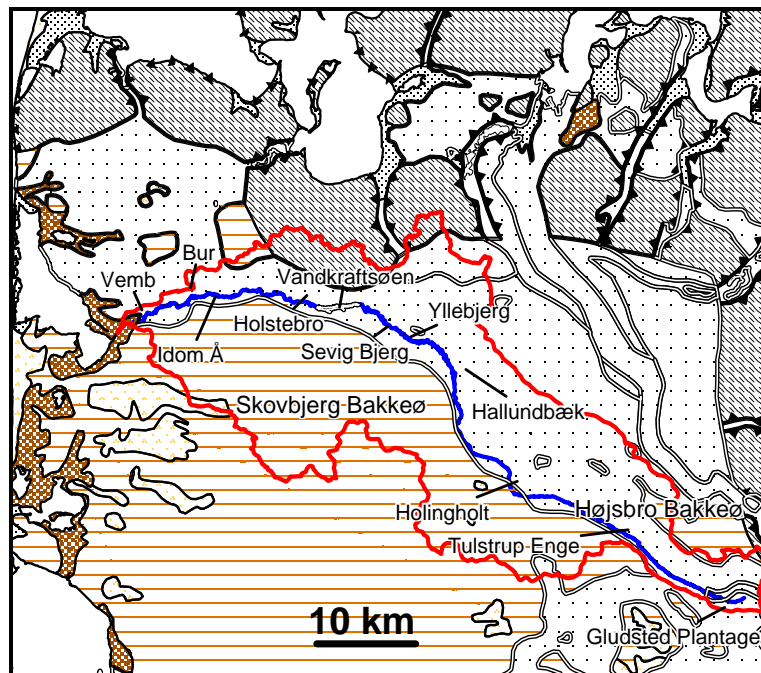 Bur
Vemb
Vandkraftsøen
Yllebjerg
Holstebro
Idom Å
Sevig Bjerg
Skovbjerg Bakkeø
Hallundbæk
Holingholt
Højsbro Bakkeø
Tulstrup Enge
10 km
Gludsted Plantage